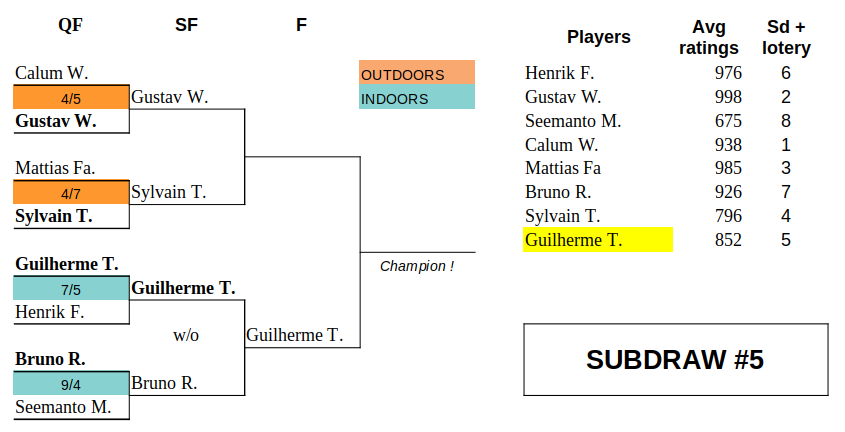 QF SF F
Calum W.
4/5 Gustav W.
Gustav W.
Mattias Fa.
4/7 Sylvain T.
Sylvain T.
Guilherme T.
7/5 Guilherme T.
Henrik F.
w/o Guilherme T.
Bruno R.
9/4 Bruno R.
Seemanto M.
OUTDOORS
INDOORS
Champion !
Players Avg ratings Sd + lotery
Henrik F. 976 6
Gustav W. 998 2
Seemanto M. 675 8
Calum W. 938 1
Mattias Fa 985 3
Bruno R. 926 7
Sylvain T. 796 4
Guilherme T. 852 5
SUBDRAW #5